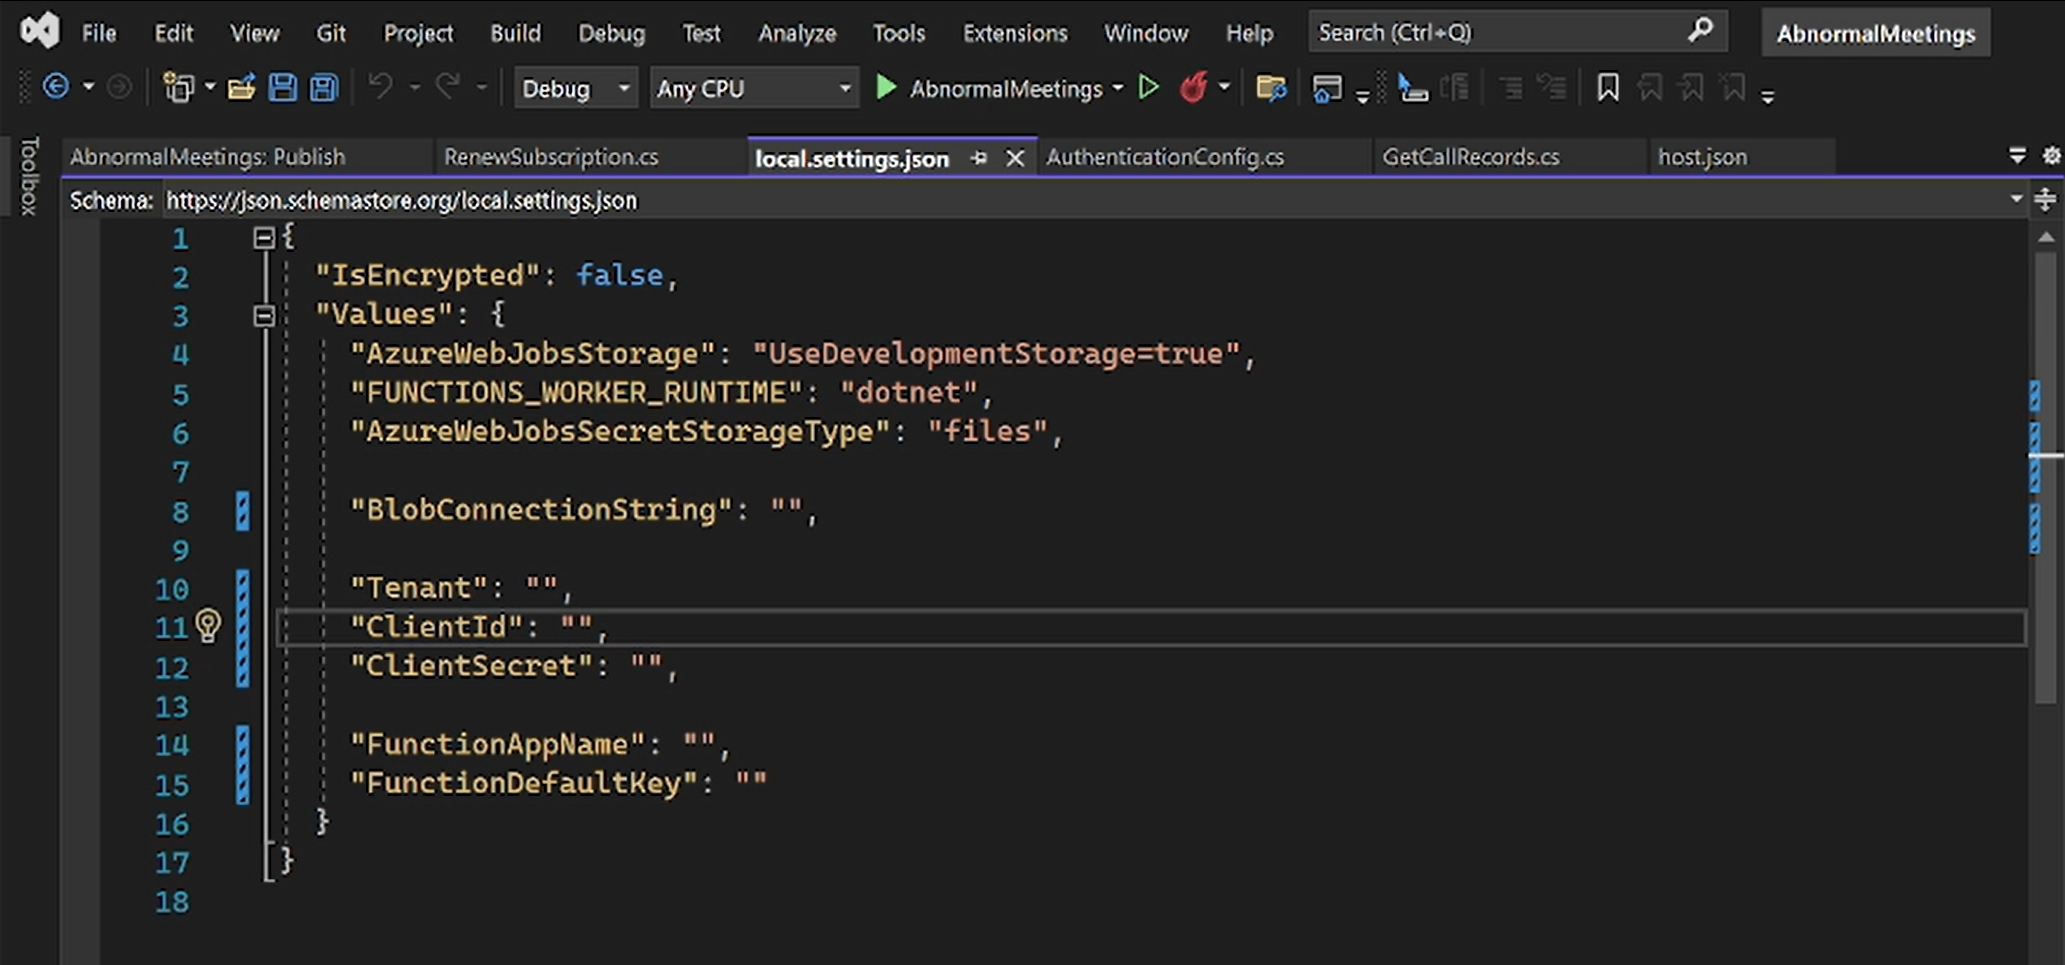 File Edit View Git Project Build Debug Test Analyze Tools Extensions Window Help Search (Ctrl+Q) AbnormalMeetings
Debug Any CPU AbnormalMeetings
Toolbox
AbnormalMeetings: Publish RenewSubscription.cs local.settings.json AuthenticationConfig.cs GetCallRecords.cs host.json
Schema: https://json.schemastore.org/local.settings.json
1 {
2 "IsEncrypted": false,
3 "Values": {
4 "AzureWebJobsStorage": "UseDevelopmentStorage=true",
5 "FUNCTIONS_WORKER_RUNTIME": "dotnet",
6 "AzureWebJobsSecretStorageType": "files",
7
8 "BlobConnectionString": "",
9
10 "Tenant": "",
11 "ClientId": "",
12 "ClientSecret": "",
13
14 "FunctionAppName": "",
15 "FunctionDefaultKey": ""
16 }
17 }
18